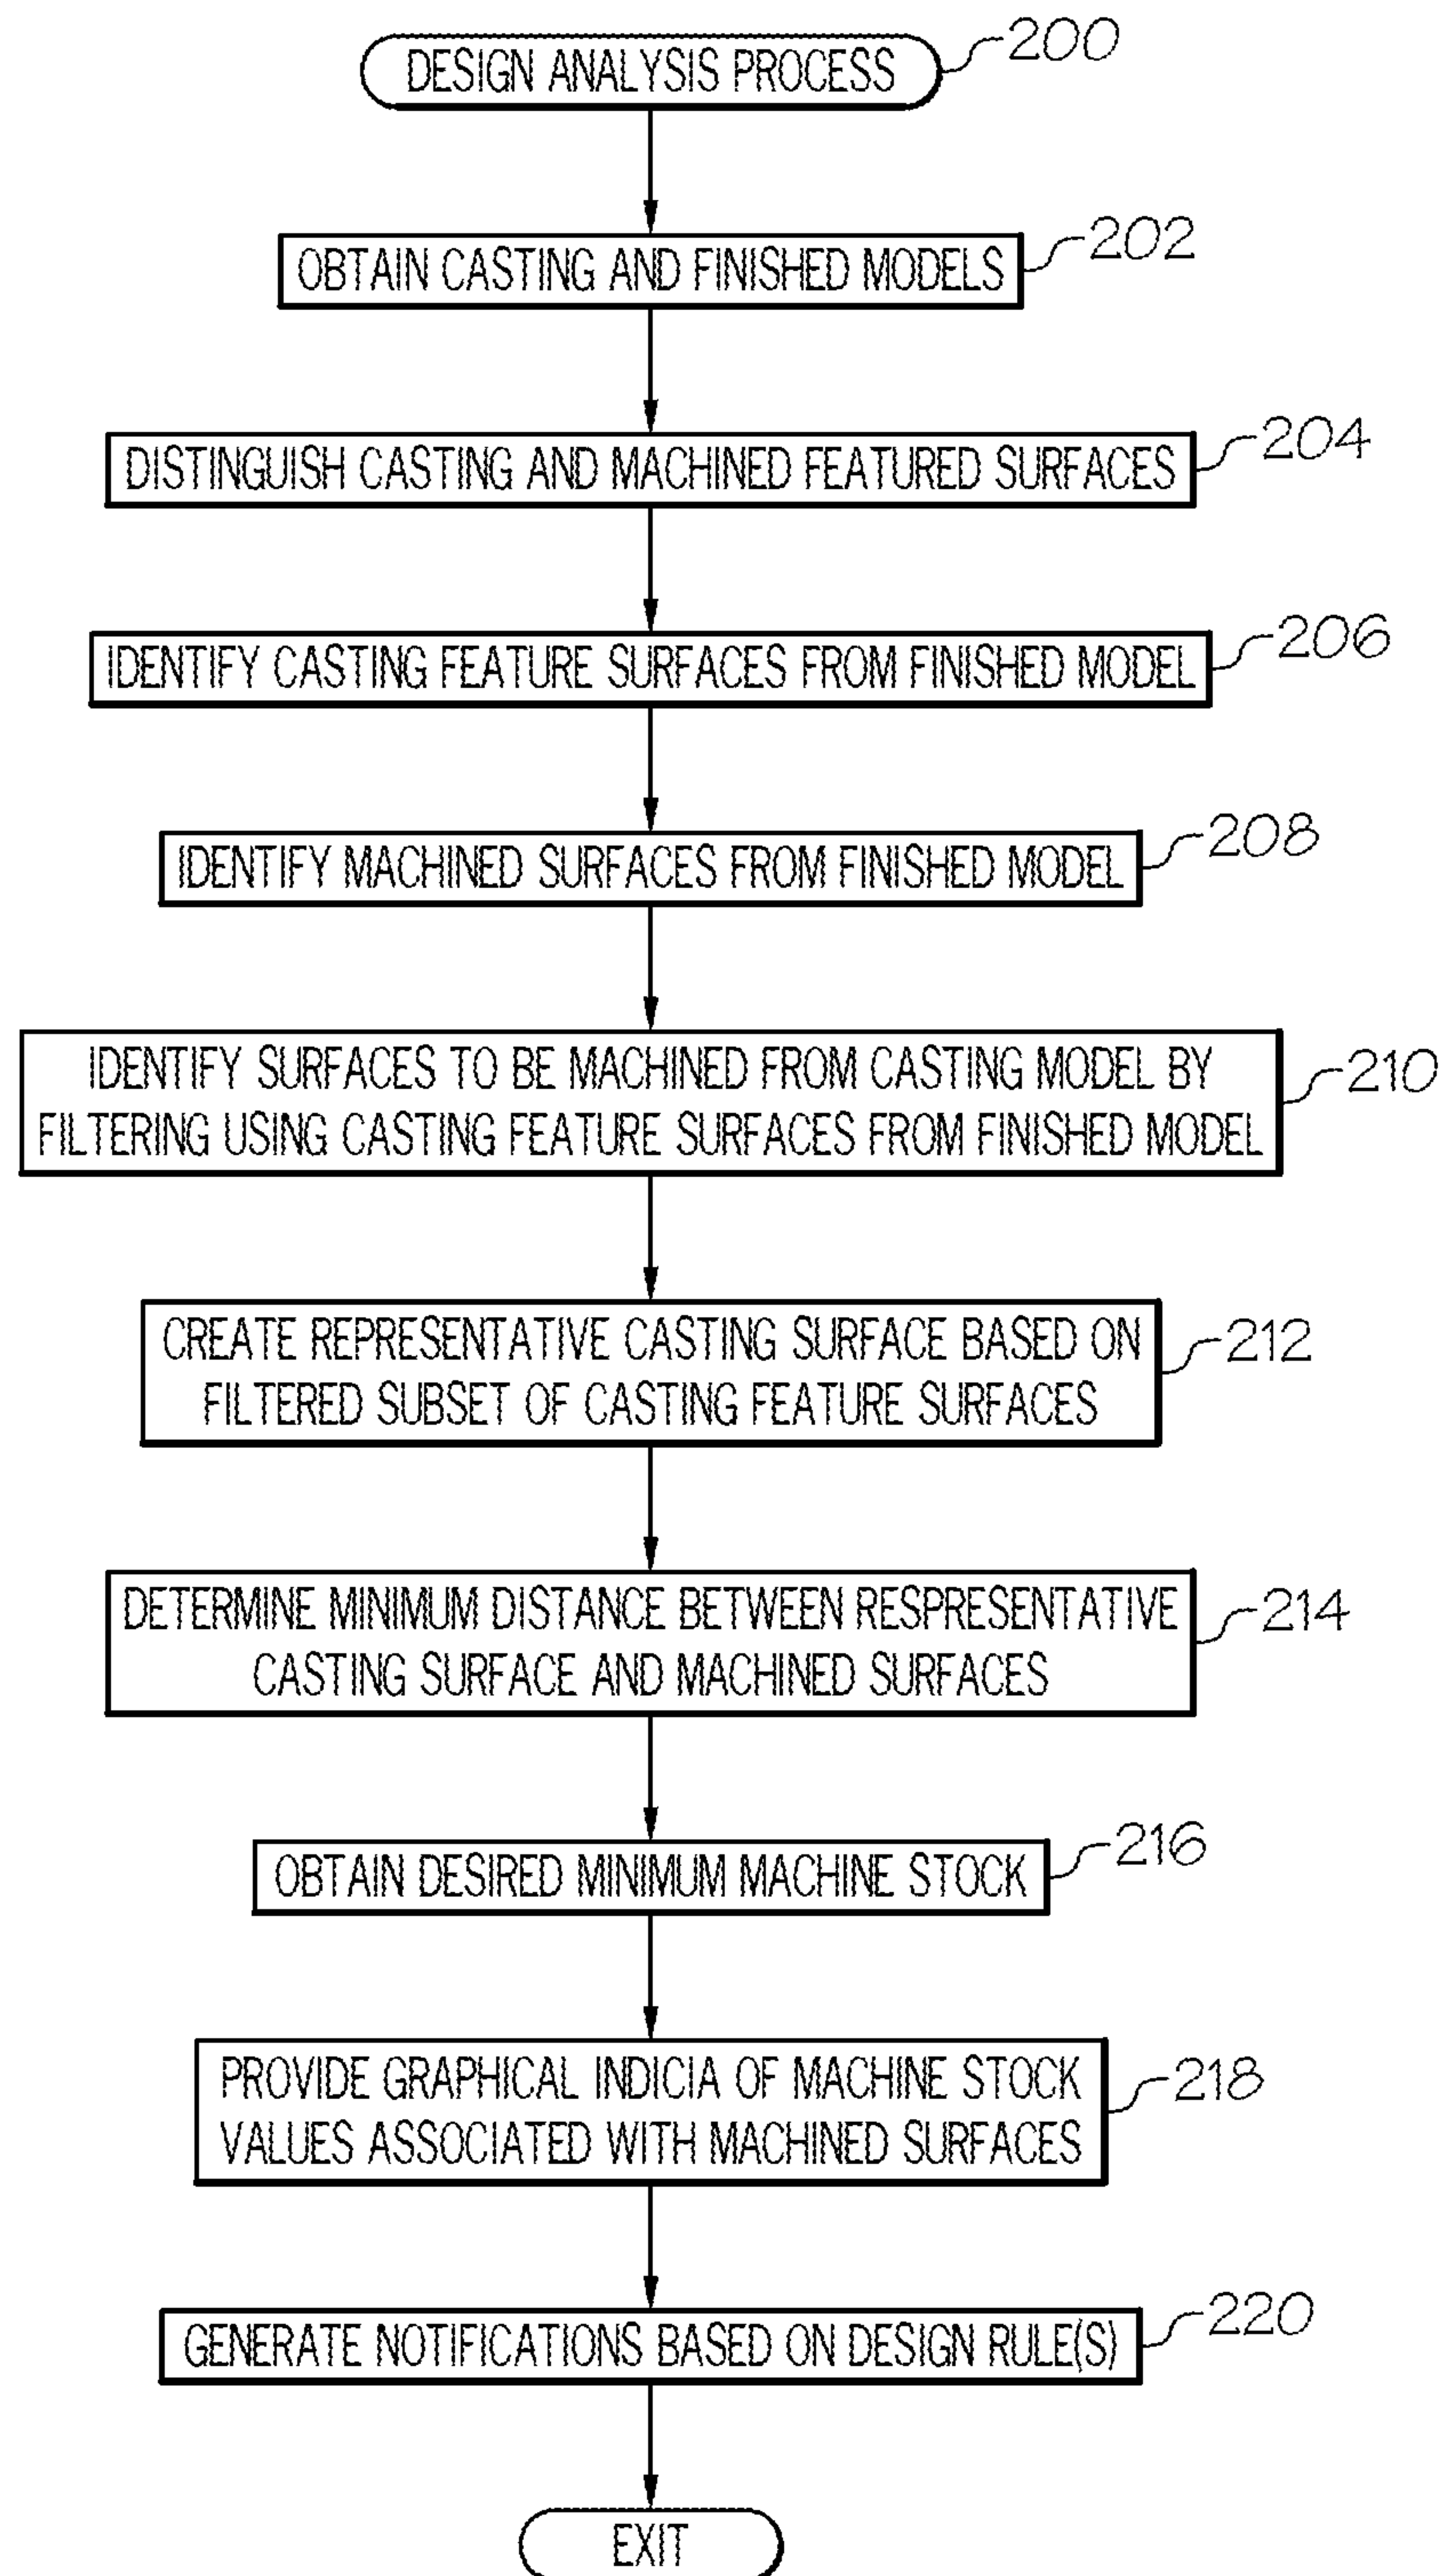 DESIGN ANALYSIS PROCESS
200
OBTAIN CASTING AND FINISHED MODELS
202
DISTINGUISH CASTING AND MACHINED FEATURED SURFACES
204
IDENTIFY CASTING FEATURE SURFACES FROM FINISHED MODEL
206
IDENTIFY MACHINED SURFACES FROM FINISHED MODEL
208
IDENTIFY SURFACES TO BE MACHINED FROM CASTING MODEL BY
FILTERING USING CASTING FEATURE SURFACES FROM FINISHED MODEL
210
CREATE REPRESENTATIVE CASTING SURFACE BASED ON
FILTERED SUBSET OF CASTING FEATURE SURFACES
212
DETERMINE MINIMUM DISTANCE BETWEEN RESPRESENTATIVE
CASTING SURFACE AND MACHINED SURFACES
214
OBTAIN DESIRED MINIMUM MACHINE STOCK
216
PROVIDE GRAPHICAL INDICIA OF MACHINE STOCK
VALUES ASSOCIATED WITH MACHINED SURFACES
218
GENERATE NOTIFICATIONS BASED ON DESIGN RULE(S)
220
EXIT